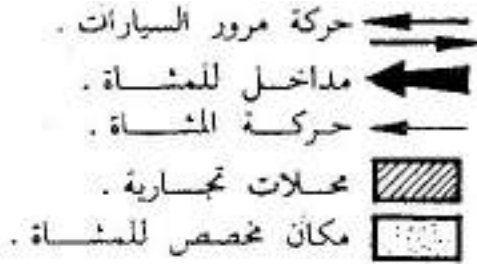 حركة مرور السيارات .
مداخل للمشاة .
حركة المشاة .
محلات تجارية .
مكان مخصص للمشاة .